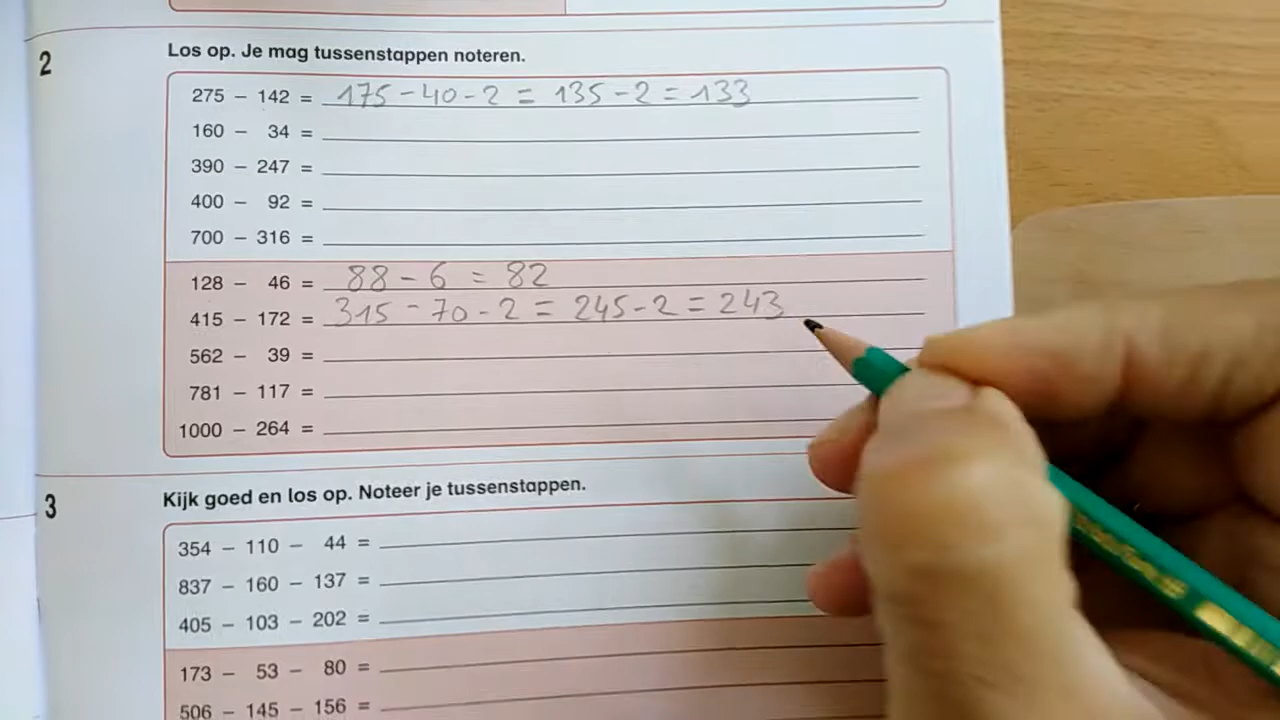 2
Los op. Je mag tussenstappen noteren.
275 - 142 = 175 - 40 - 2 = 135 - 2 = 133
160 - 34 =
390 - 247 =
400 - 92 =
700 - 316 =
128 - 46 = 88 - 6 = 82
415 - 172 = 315 - 70 - 2 = 245 - 2 = 243
562 - 39 =
781 - 117 =
1000 - 264 =
3
Kijk goed en los op. Noteer je tussenstappen.
354 - 110 - 44 =
837 - 160 - 137 =
405 - 103 - 202 =
173 - 53 - 80 =
506 - 145 - 156 =